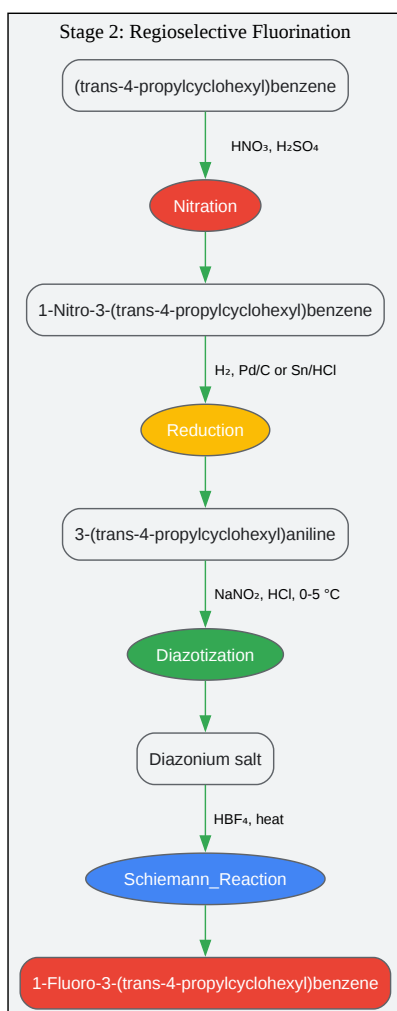 Stage 2: Regioselective Fluorination
(trans-4-propylcyclohexyl)benzene
HNO₃, H₂SO₄
Nitration
1-Nitro-3-(trans-4-propylcyclohexyl)benzene
H₂, Pd/C or Sn/HCl
Reduction
3-(trans-4-propylcyclohexyl)aniline
NaNO₂, HCl, 0-5 °C
Diazotization
Diazonium salt
HBF₄, heat
Schiemann_Reaction
1-Fluoro-3-(trans-4-propylcyclohexyl)benzene